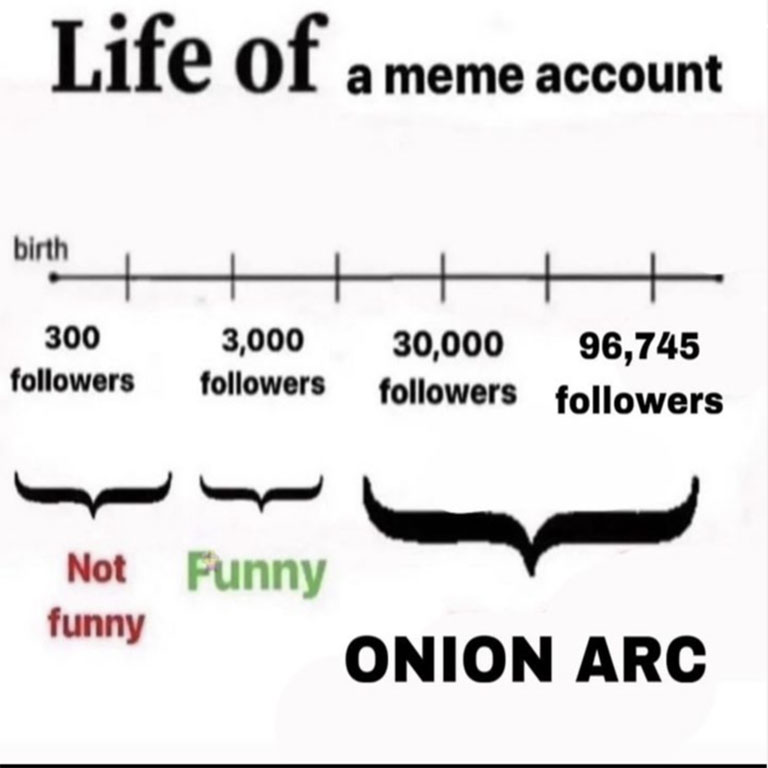 Life of a meme account
birth
300
followers
3,000
followers
30,000
followers
96,745
followers
Not
funny
Funny
ONION ARC